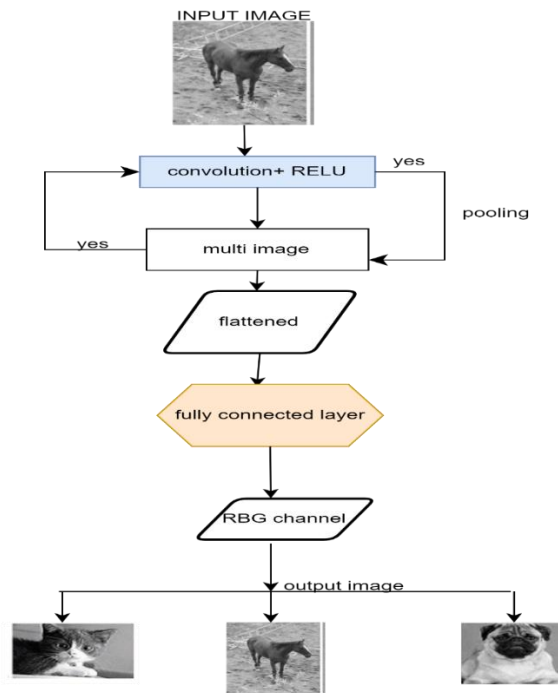 INPUT IMAGE
convolution+ RELU
yes
pooling
yes
multi image
flattened
fully connected layer
RBG channel
output image